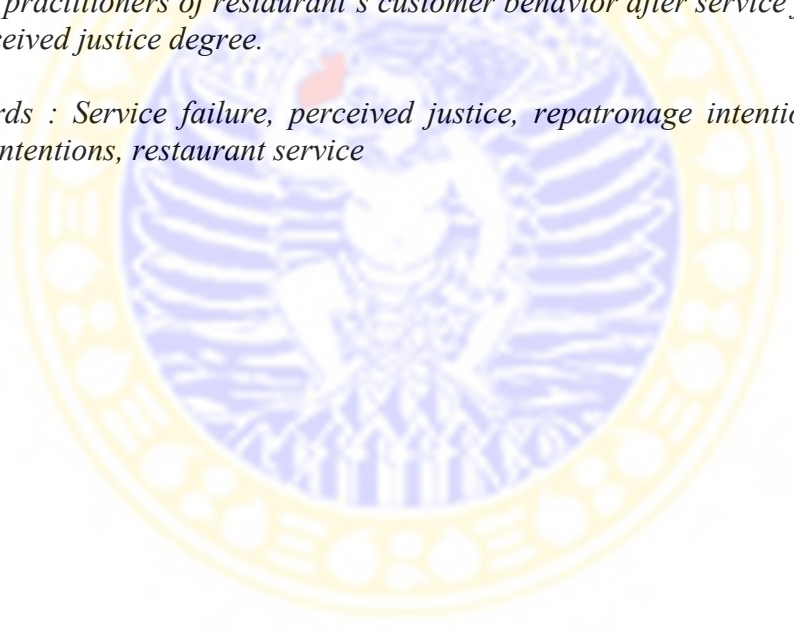 practitioners of restaurant's customer behavior after service
ceived justice degree.
rds : Service failure, perceived justice, repatronage intentio
ntentions, restaurant service